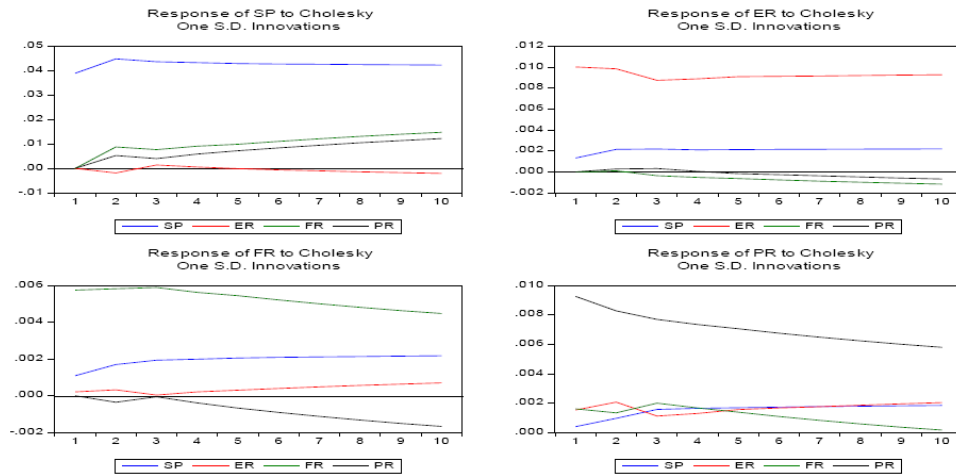 Response of SP to Cholesky
One S.D. Innovations
.05
.04
.03
.02
.01
.00
-.01
1 2 3 4 5 6 7 8 9 10
SP ER FR PR
Response of ER to Cholesky
One S.D. Innovations
.012
.010
.008
.006
.004
.002
.000
-.002
1 2 3 4 5 6 7 8 9 10
SP ER FR PR
Response of FR to Cholesky
One S.D. Innovations
.006
.004
.002
.000
-.002
1 2 3 4 5 6 7 8 9 10
SP ER FR PR
Response of PR to Cholesky
One S.D. Innovations
.010
.008
.006
.004
.002
.000
1 2 3 4 5 6 7 8 9 10
SP ER FR PR